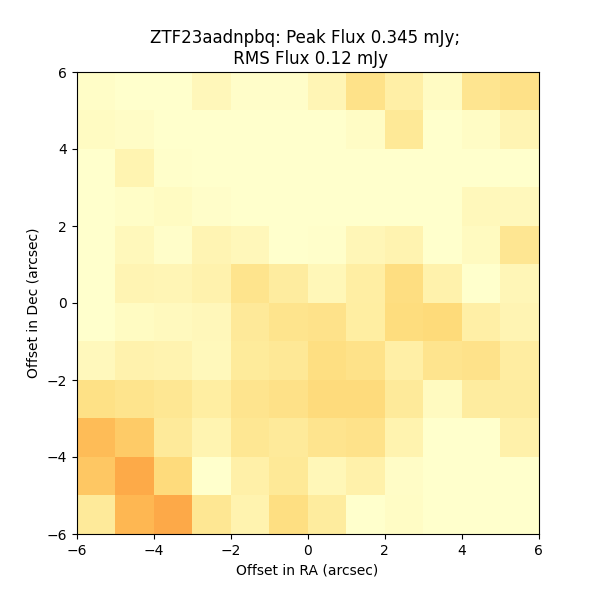 ZTF23aadnpbq: Peak Flux 0.345 mJy;
RMS Flux 0.12 mJy
6
4
2
0
−2
−4
−6
Offset in Dec (arcsec)
−6 −4 −2 0 2 4 6
Offset in RA (arcsec)